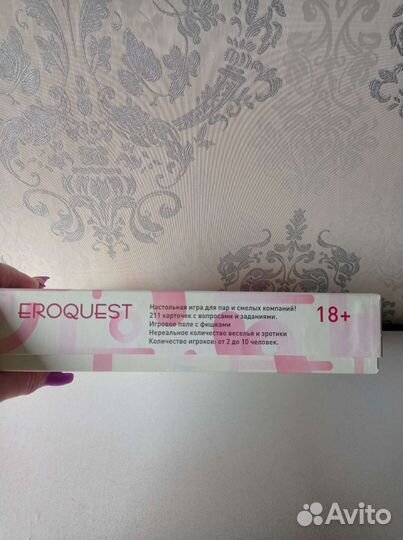 EROQUEST
Настольная игра для пар и смелых компаний!
211 карточек с вопросами и заданиями.
Игровое поле с фишками
Нереальное количество веселья и эротики
Количество игроков: от 2 до 10 человек.
18+
Avito